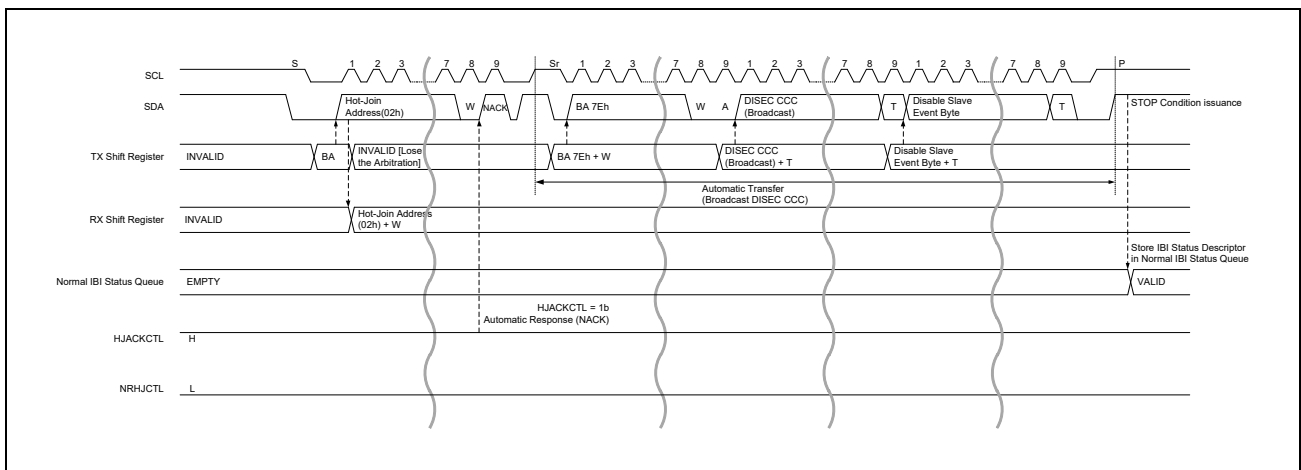 S 1 2 3 7 8 9 Sr 1 2 3 7 8 9 1 2 3 7 8 9 1 2 3 7 8 9 P
SCL
SDA
Hot-Join
Address(02h)
W
NACK
BA 7Eh
W A
DISEC CCC
(Broadcast)
T
Disable Slave
Event Byte
T
STOP Condition issuance
TX Shift Register
INVALID
BA
INVALID [Lose
the Arbitration]
BA 7Eh + W
DISEC CCC
(Broadcast) + T
Disable Slave
Event Byte + T
Automatic Transfer
(Broadcast DISEC CCC)
RX Shift Register
INVALID
Hot-Join Address
(02h) + W
Store IBI Status Descriptor
in Normal IBI Status Queue
Normal IBI Status Queue
EMPTY
VALID
HJACKCTL = 1b
Automatic Response (NACK)
HJACKCTL
H
NRHJCTL
L